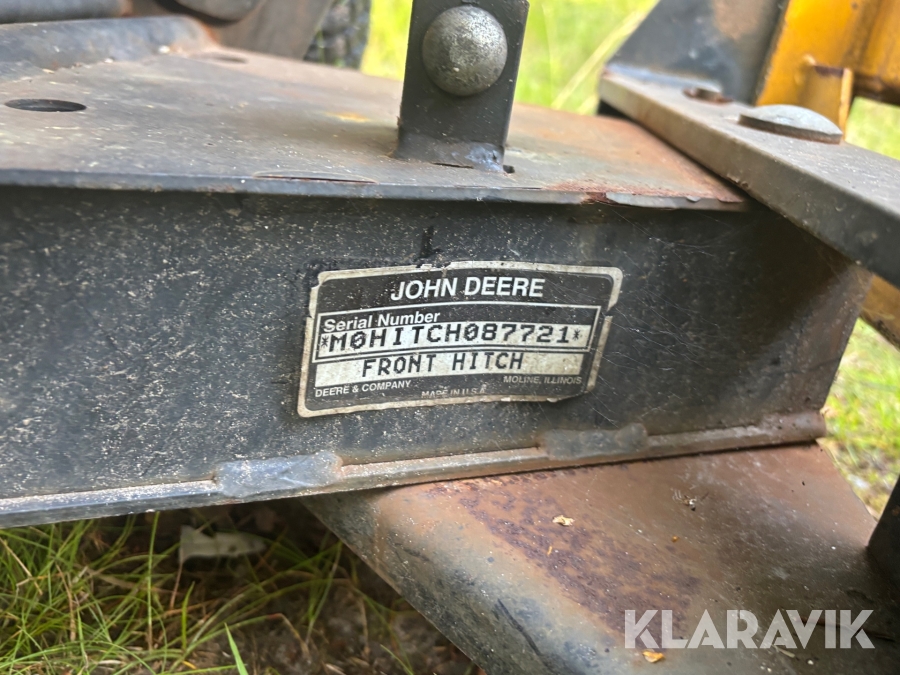 JOHN DEERE
Serial Number
*M0HITCH087721*
FRONT HITCH
DEERE & COMPANY MOLINE, ILLINOIS
MADE IN U.S.A
KLARAVIK